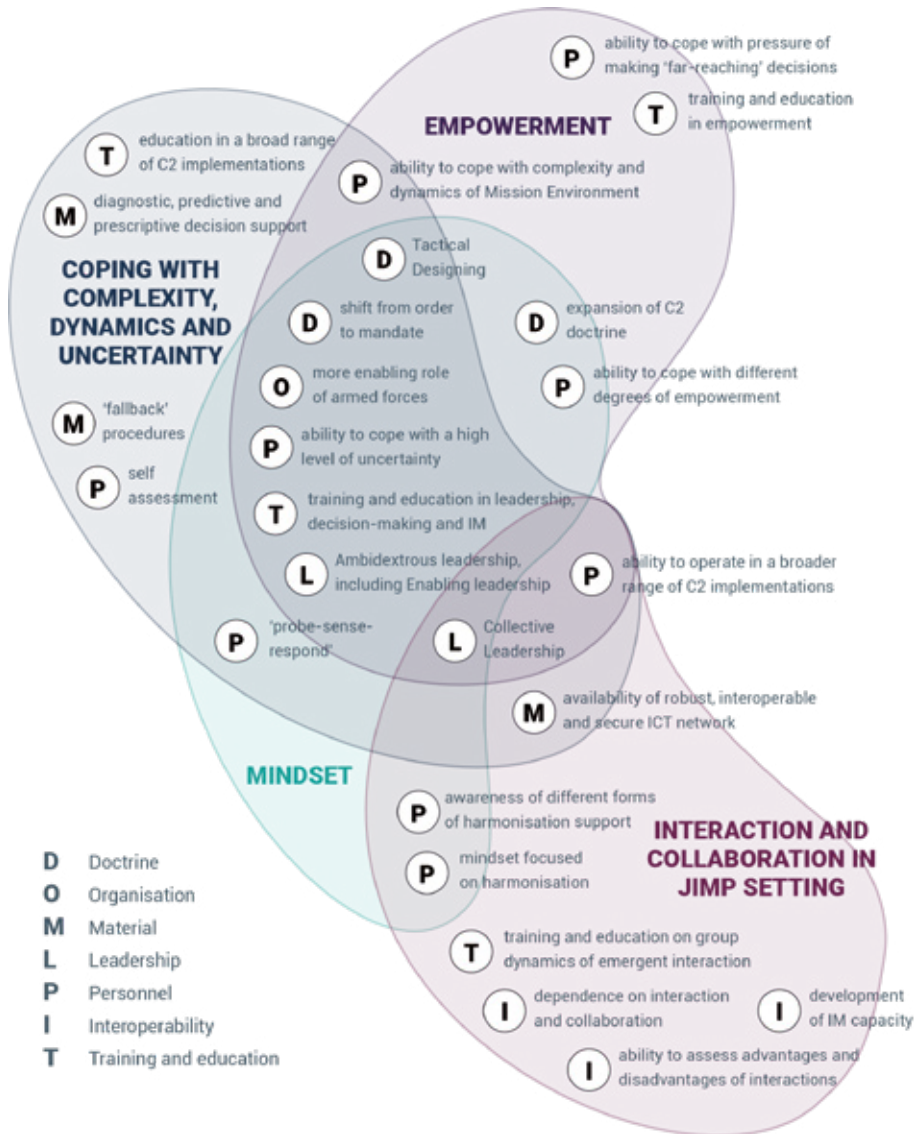 P
ability to cope with pressure of
making 'far-reaching' decisions
T
training and education
in empowerment
EMPOWERMENT
T
education in a broad range
of C2 implementations
P
ability to cope with complexity and
dynamics of Mission Environment
M
diagnostic, predictive and
prescriptive decision support
D
Tactical
Designing
COPING WITH
COMPLEXITY,
DYNAMICS AND
UNCERTAINTY
D
shift from order
to mandate
D
expansion of C2
doctrine
O
more enabling role
of armed forces
P
ability to cope with different
degrees of empowerment
M
'fallback'
procedures
P
ability to cope with a high
level of uncertainty
P
self
assessment
T
training and education in leadership,
decision-making and IM
L
Ambidextrous leadership,
including Enabling leadership
P
ability to operate in a broader
range of C2 implementations
P
'probe-sense-
respond'
L
Collective
Leadership
M
availability of robust, interoperable
and secure ICT network
MINDSET
P
awareness of different forms
of harmonisation support
INTERACTION AND
COLLABORATION IN
JIMP SETTING
P
mindset focused
on harmonisation
T
training and education on group
dynamics of emergent interaction
I
dependence on interaction
and collaboration
I
development
of IM capacity
I
ability to assess advantages and
disadvantages of interactions
D Doctrine
O Organisation
M Material
L Leadership
P Personnel
I Interoperability
T Training and education